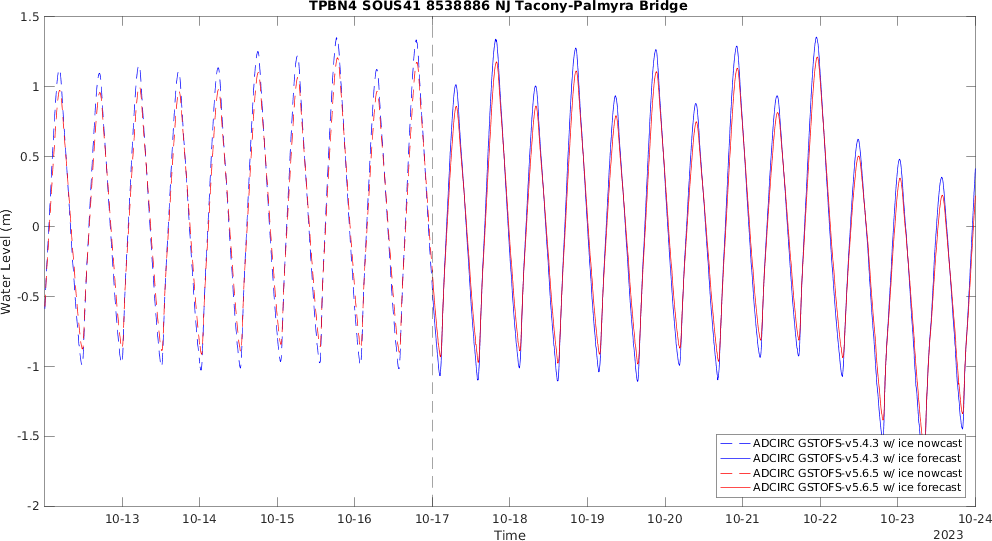 TPBN4 SOUS41 8538886 NJ Tacony-Palmyra Bridge
1.5
1
0.5
0
-0.5
-1
-1.5
-2
Water Level (m)
10-13 10-14 10-15 10-16 10-17 10-18 10-19 10-20 10-21 10-22 10-23 10-24
Time
2023
ADCIRC GSTOFS-v5.4.3 w/ ice nowcast
ADCIRC GSTOFS-v5.4.3 w/ ice forecast
ADCIRC GSTOFS-v5.6.5 w/ ice nowcast
ADCIRC GSTOFS-v5.6.5 w/ ice forecast